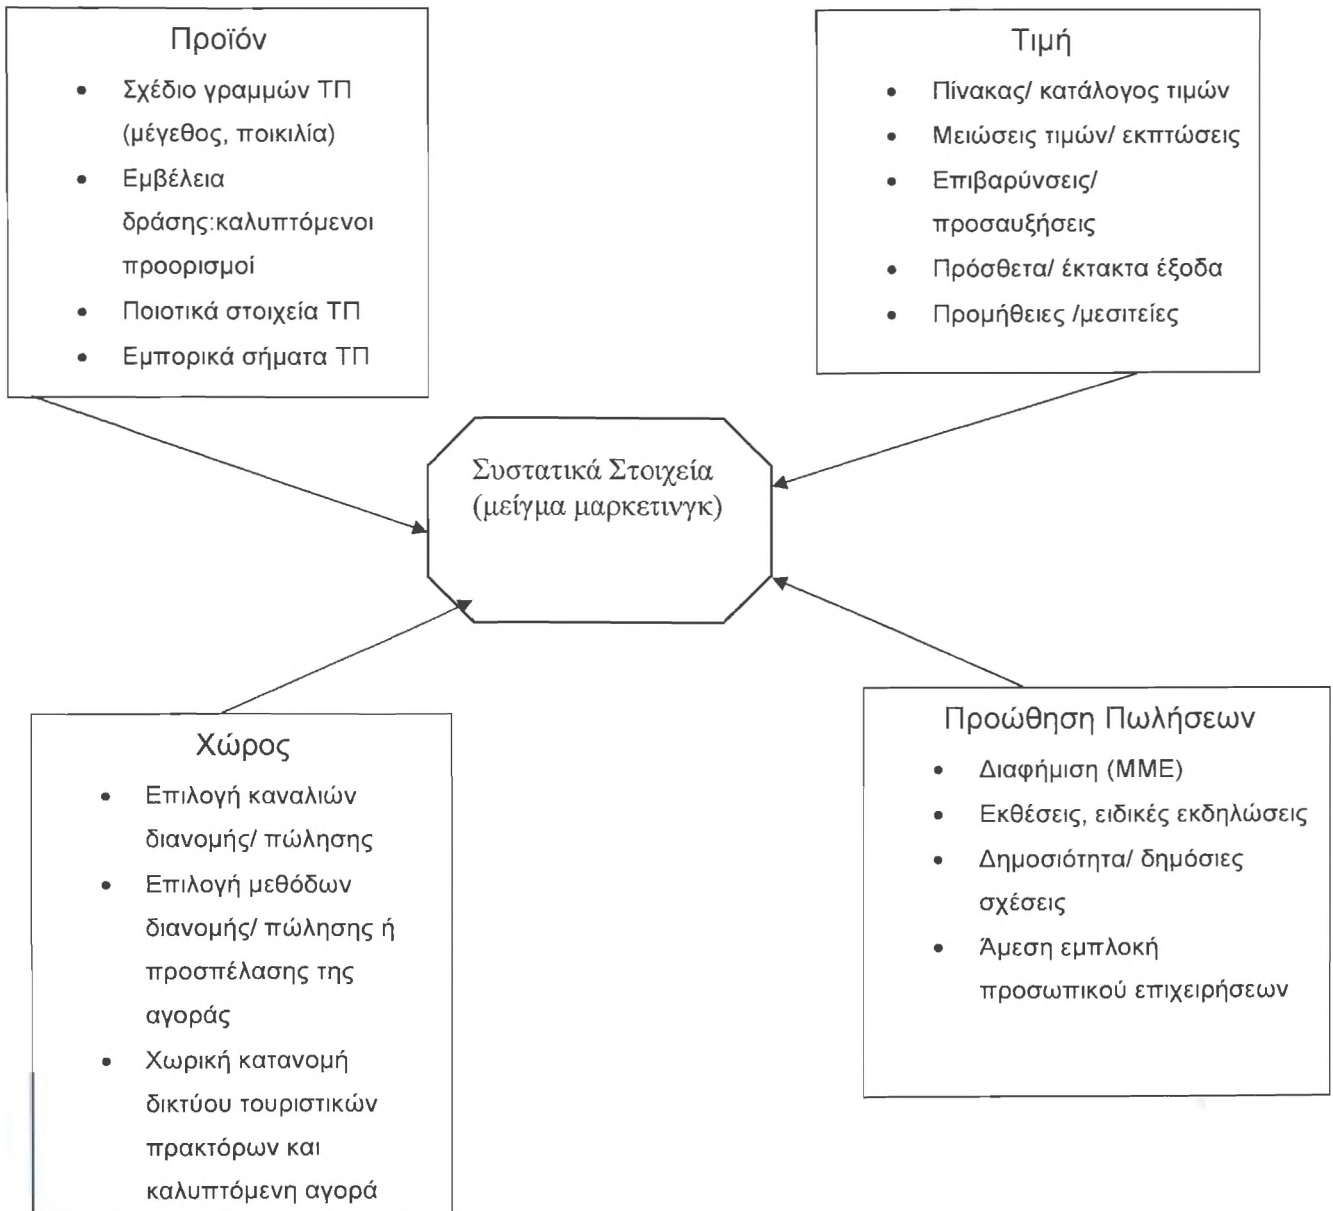 Προϊόν
• Σχέδιο γραμμών ΤΠ
(μέγεθος, ποικιλία)
• Εμβέλεια
δράσης:καλυπτόμενοι
προορισμοί
• Ποιοτικά στοιχεία ΤΠ
• Εμπορικά σήματα ΤΠ
Τιμή
• Πίνακας/ κατάλογος τιμών
• Μειώσεις τιμών/ εκπτώσεις
• Επιβαρύνσεις/
προσαυξήσεις
• Πρόσθετα/ έκτακτα έξοδα
• Προμήθειες /μεσιτείες
Συστατικά Στοιχεία
(μείγμα μαρκετινγκ)
Χώρος
• Επιλογή καναλιών
διανομής/ πώλησης
• Επιλογή μεθόδων
διανομής/ πώλησης ή
προσπέλασης της
αγοράς
• Χωρική κατανομή
δικτύου τουριστικών
πρακτόρων και
καλυπτόμενη αγορά
Προώθηση Πωλήσεων
• Διαφήμιση (ΜΜΕ)
• Εκθέσεις, ειδικές εκδηλώσεις
• Δημοσιότητα/ δημόσιες
σχέσεις
• Άμεση εμπλοκή
προσωπικού επιχειρήσεων